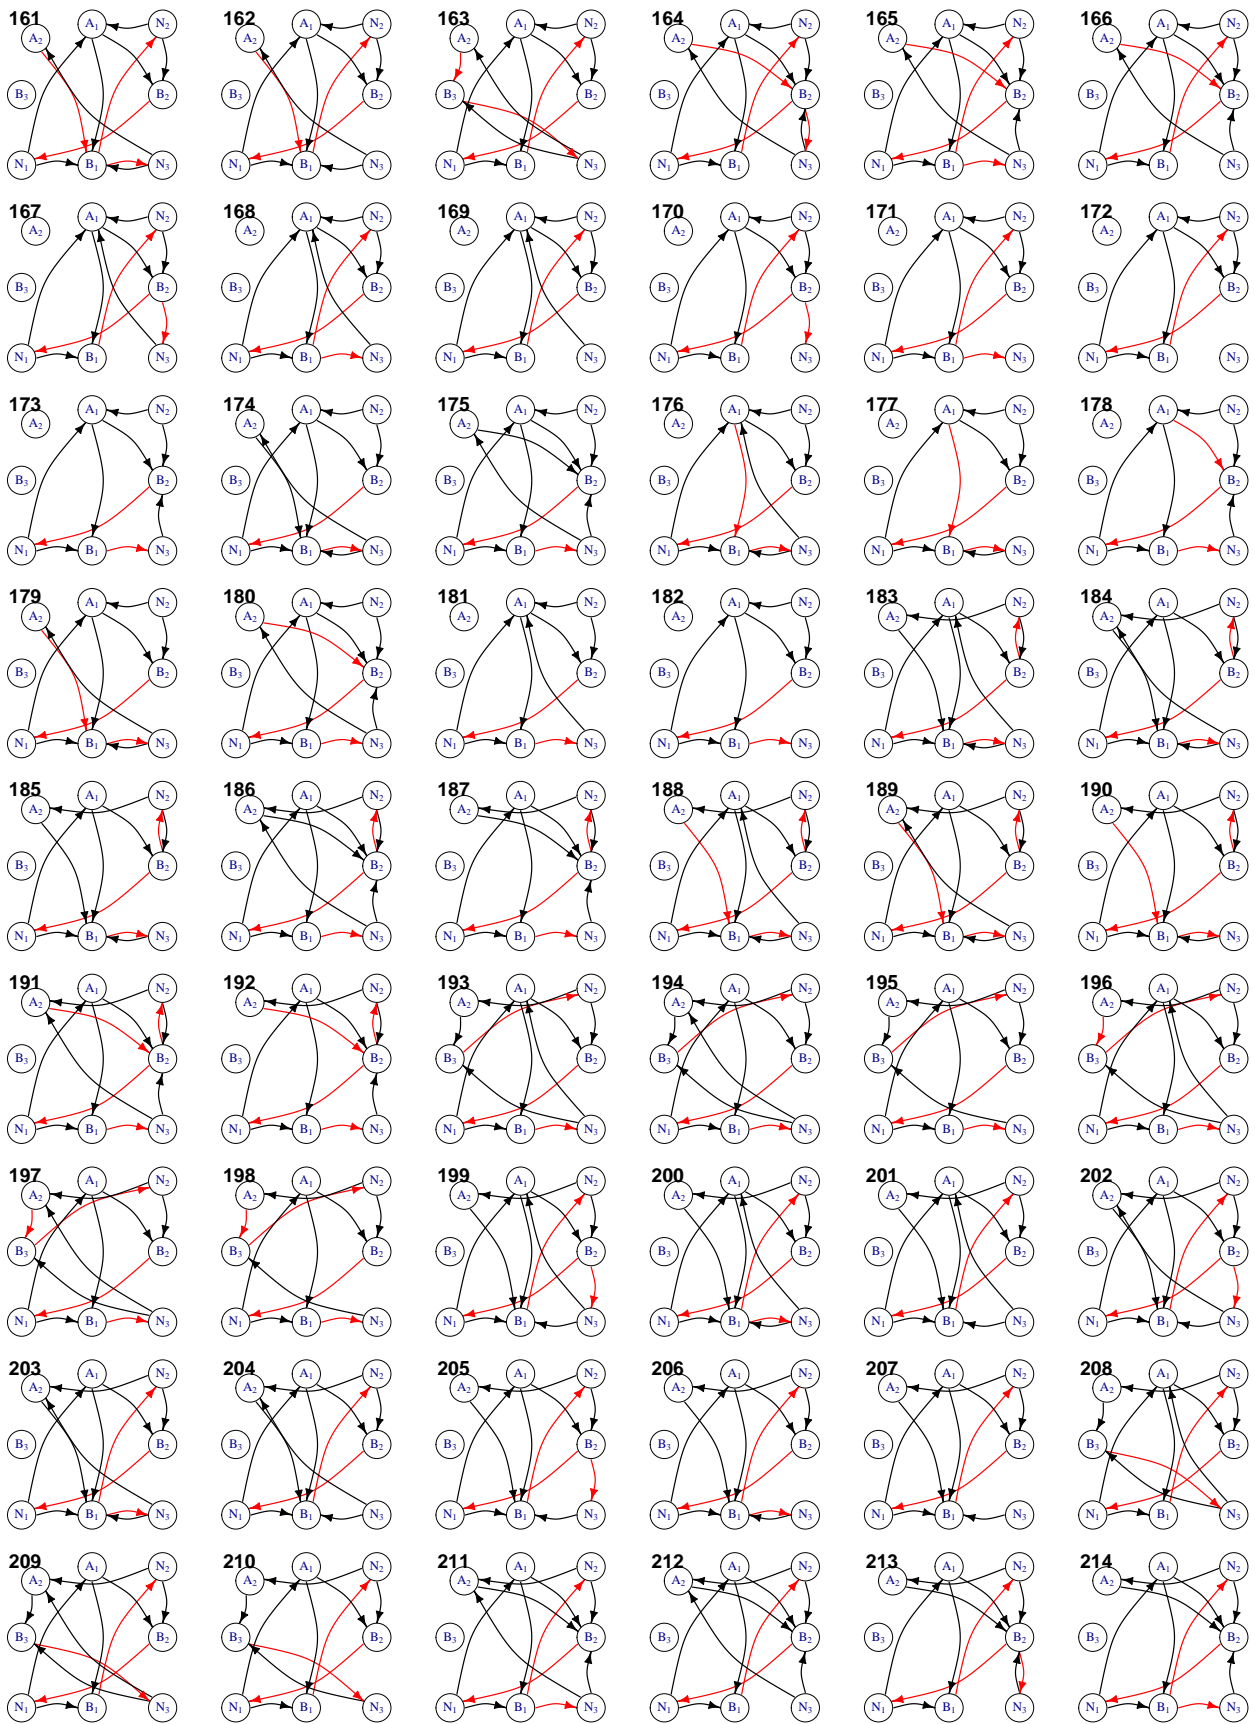 161 A₁ N₂ 162 A₁ N₂ 163 A₁ N₂ 164 A₁ N₂ 165 A₁ N₂ 166 A₁ N₂
A₂ A₂ A₂ A₂ A₂ A₂
B₃ B₂ B₃ B₂ B₃ B₂ B₃ B₂ B₃ B₂ B₃ B₂
N₁ B₁ N₃ N₁ B₁ N₃ N₁ B₁ N₃ N₁ B₁ N₃ N₁ B₁ N₃ N₁ B₁ N₃
167 A₁ N₂ 168 A₁ N₂ 169 A₁ N₂ 170 A₁ N₂ 171 A₁ N₂ 172 A₁ N₂
A₂ A₂ A₂ A₂ A₂ A₂
B₃ B₂ B₃ B₂ B₃ B₂ B₃ B₂ B₃ B₂ B₃ B₂
N₁ B₁ N₃ N₁ B₁ N₃ N₁ B₁ N₃ N₁ B₁ N₃ N₁ B₁ N₃ N₁ B₁ N₃
173 A₁ N₂ 174 A₁ N₂ 175 A₁ N₂ 176 A₁ N₂ 177 A₁ N₂ 178 A₁ N₂
A₂ A₂ A₂ A₂ A₂ A₂
B₃ B₂ B₃ B₂ B₃ B₂ B₃ B₂ B₃ B₂ B₃ B₂
N₁ B₁ N₃ N₁ B₁ N₃ N₁ B₁ N₃ N₁ B₁ N₃ N₁ B₁ N₃ N₁ B₁ N₃
179 A₁ N₂ 180 A₁ N₂ 181 A₁ N₂ 182 A₁ N₂ 183 A₁ N₂ 184 A₁ N₂
A₂ A₂ A₂ A₂ A₂ A₂
B₃ B₂ B₃ B₂ B₃ B₂ B₃ B₂ B₃ B₂ B₃ B₂
N₁ B₁ N₃ N₁ B₁ N₃ N₁ B₁ N₃ N₁ B₁ N₃ N₁ B₁ N₃ N₁ B₁ N₃
185 A₁ N₂ 186 A₁ N₂ 187 A₁ N₂ 188 A₁ N₂ 189 A₁ N₂ 190 A₁ N₂
A₂ A₂ A₂ A₂ A₂ A₂
B₃ B₂ B₃ B₂ B₃ B₂ B₃ B₂ B₃ B₂ B₃ B₂
N₁ B₁ N₃ N₁ B₁ N₃ N₁ B₁ N₃ N₁ B₁ N₃ N₁ B₁ N₃ N₁ B₁ N₃
191 A₁ N₂ 192 A₁ N₂ 193 A₁ N₂ 194 A₁ N₂ 195 A₁ N₂ 196 A₁ N₂
A₂ A₂ A₂ A₂ A₂ A₂
B₃ B₂ B₃ B₂ B₃ B₂ B₃ B₂ B₃ B₂ B₃ B₂
N₁ B₁ N₃ N₁ B₁ N₃ N₁ B₁ N₃ N₁ B₁ N₃ N₁ B₁ N₃ N₁ B₁ N₃
197 A₁ N₂ 198 A₁ N₂ 199 A₁ N₂ 200 A₁ N₂ 201 A₁ N₂ 202 A₁ N₂
A₂ A₂ A₂ A₂ A₂ A₂
B₃ B₂ B₃ B₂ B₃ B₂ B₃ B₂ B₃ B₂ B₃ B₂
N₁ B₁ N₃ N₁ B₁ N₃ N₁ B₁ N₃ N₁ B₁ N₃ N₁ B₁ N₃ N₁ B₁ N₃
203 A₁ N₂ 204 A₁ N₂ 205 A₁ N₂ 206 A₁ N₂ 207 A₁ N₂ 208 A₁ N₂
A₂ A₂ A₂ A₂ A₂ A₂
B₃ B₂ B₃ B₂ B₃ B₂ B₃ B₂ B₃ B₂ B₃ B₂
N₁ B₁ N₃ N₁ B₁ N₃ N₁ B₁ N₃ N₁ B₁ N₃ N₁ B₁ N₃ N₁ B₁ N₃
209 A₁ N₂ 210 A₁ N₂ 211 A₁ N₂ 212 A₁ N₂ 213 A₁ N₂ 214 A₁ N₂
A₂ A₂ A₂ A₂ A₂ A₂
B₃ B₂ B₃ B₂ B₃ B₂ B₃ B₂ B₃ B₂ B₃ B₂
N₁ B₁ N₃ N₁ B₁ N₃ N₁ B₁ N₃ N₁ B₁ N₃ N₁ B₁ N₃ N₁ B₁ N₃